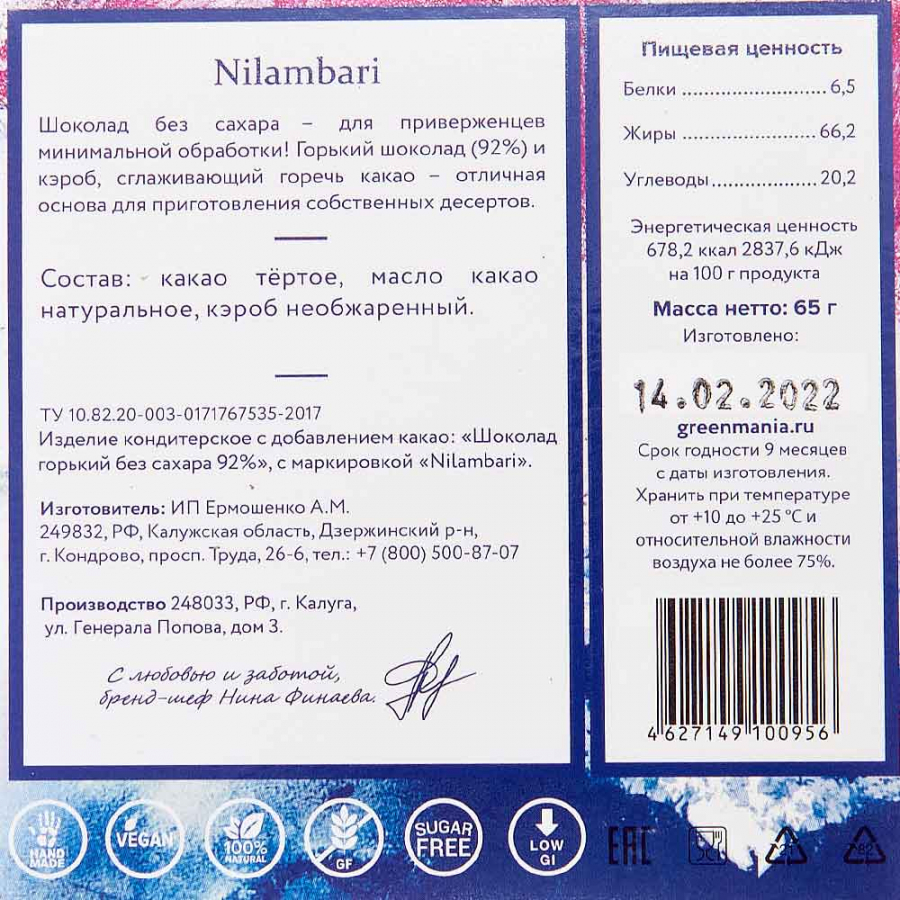 Nilambari
Шоколад без сахара – для приверженцев
минимальной обработки! Горький шоколад (92%) и
кэроб, сглаживающий горечь какао – отличная
основа для приготовления собственных десертов.
Состав: какао тёртое, масло какао
натуральное, кэроб необжаренный.
ТУ 10.82.20-003-0171767535-2017
Изделие кондитерское с добавлением какао: «Шоколад
горький без сахара 92%», с маркировкой «Nilambari».
Изготовитель: ИП Ермошенко А.М.
249832, РФ, Калужская область, Дзержинский р-н,
г. Кондрово, просп. Труда, 26-6, тел.: +7 (800) 500-87-07
Производство 248033, РФ, г. Калуга,
ул. Генерала Попова, дом 3.
С любовью и заботой,
бренд-шеф Нина Финаева.
Пищевая ценность
Белки ........................... 6,5
Жиры ......................... 66,2
Углеводы .................... 20,2
Энергетическая ценность
678,2 ккал 2837,6 кДж
на 100 г продукта
Масса нетто: 65 г
Изготовлено:
14.02.2022
greenmania.ru
Срок годности 9 месяцев
с даты изготовления.
Хранить при температуре
от +10 до +25 °С и
относительной влажности
воздуха не более 75%.
4 627149 100956
HAND
MADE
VEGAN
100%
NATURAL
GF
SUGAR
FREE
LOW
GI
EAC
21
82